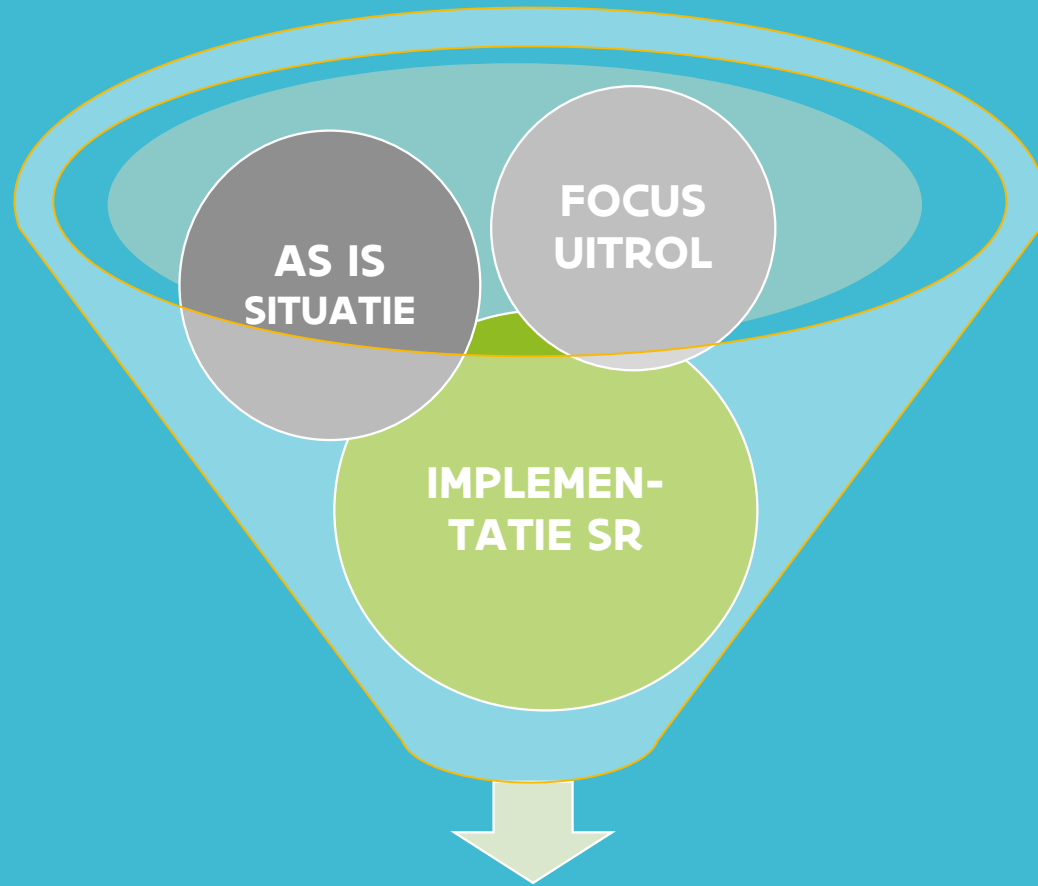 AS IS
SITUATIE
FOCUS
UITROL
IMPLEMEN-
TATIE SR